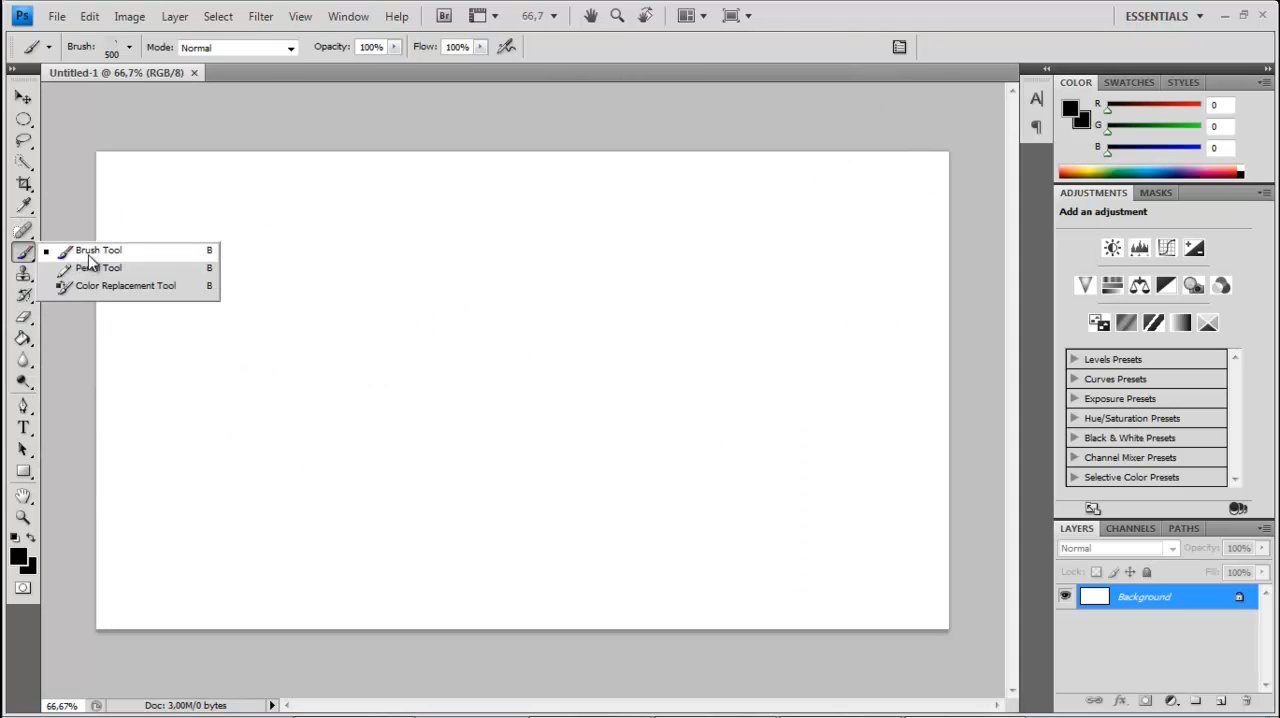 Ps File Edit Image Layer Select Filter View Window Help Br 66,7 ESSENTIALS
Brush: 500 Mode: Normal Opacity: 100% Flow: 100%
Untitled-1 @ 66,7% (RGB/8)
COLOR SWATCHES STYLES
R 0
G 0
B 0
ADJUSTMENTS MASKS
Add an adjustment
Brush Tool B
Pencil Tool B
Color Replacement Tool B
Levels Presets
Curves Presets
Exposure Presets
Hue/Saturation Presets
Black & White Presets
Channel Mixer Presets
Selective Color Presets
LAYERS CHANNELS PATHS
Normal Opacity: 100%
Lock: Fill: 100%
Background
66,67% Doc: 3,00M/0 bytes